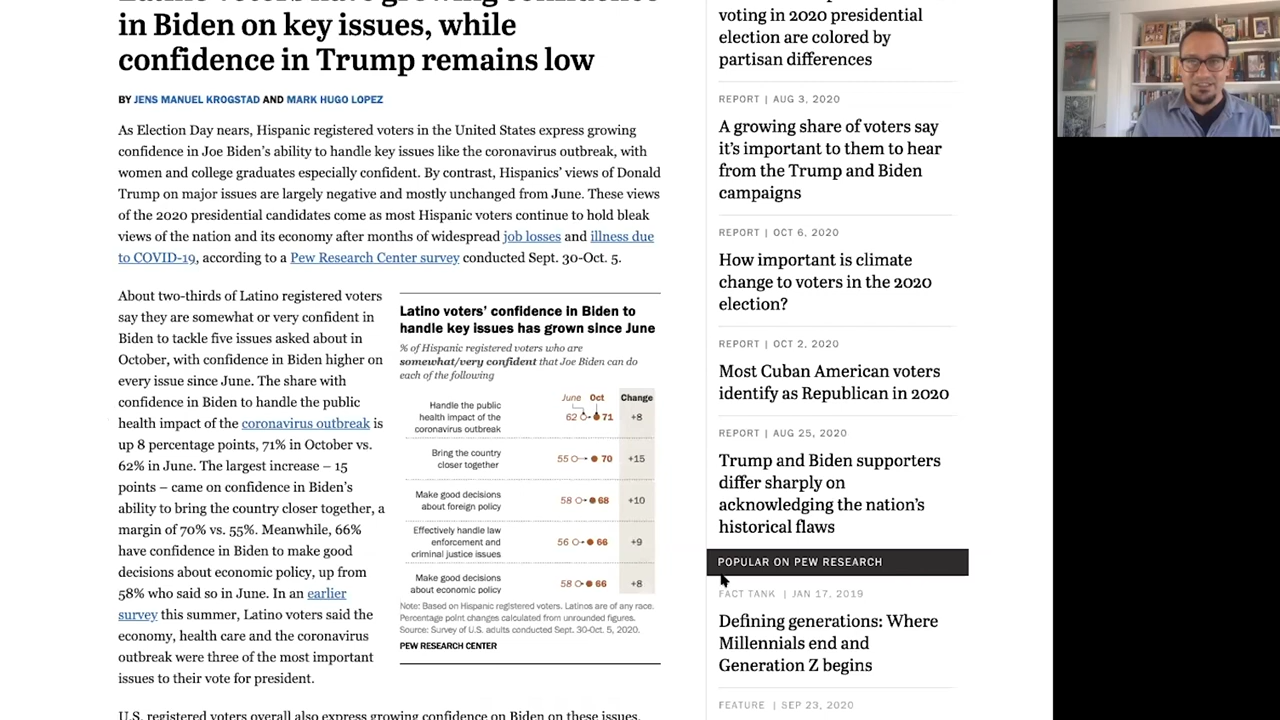 in Biden on key issues, while
confidence in Trump remains low
BY JENS MANUEL KROGSTAD AND MARK HUGO LOPEZ
As Election Day nears, Hispanic registered voters in the United States express growing
confidence in Joe Biden's ability to handle key issues like the coronavirus outbreak, with
women and college graduates especially confident. By contrast, Hispanics' views of Donald
Trump on major issues are largely negative and mostly unchanged from June. These views
of the 2020 presidential candidates come as most Hispanic voters continue to hold bleak
views of the nation and its economy after months of widespread job losses and illness due
to COVID-19, according to a Pew Research Center survey conducted Sept. 30-Oct. 5.
About two-thirds of Latino registered voters
say they are somewhat or very confident in
Biden to tackle five issues asked about in
October, with confidence in Biden higher on
every issue since June. The share with
confidence in Biden to handle the public
health impact of the coronavirus outbreak is
up 8 percentage points, 71% in October vs.
62% in June. The largest increase – 15
points – came on confidence in Biden's
ability to bring the country closer together, a
margin of 70% vs. 55%. Meanwhile, 66%
have confidence in Biden to make good
decisions about economic policy, up from
58% who said so in June. In an earlier
survey this summer, Latino voters said the
economy, health care and the coronavirus
outbreak were three of the most important
issues to their vote for president.
U.S. registered voters overall also express growing confidence on Biden on these issues,
Latino voters' confidence in Biden to
handle key issues has grown since June
% of Hispanic registered voters who are
somewhat/very confident that Joe Biden can do
each of the following
June Oct Change
Handle the public
health impact of the
coronavirus outbreak
62 71 +8
Bring the country
closer together
55 70 +15
Make good decisions
about foreign policy
58 68 +10
Effectively handle law
enforcement and
criminal justice issues
56 66 +9
Make good decisions
about economic policy
58 66 +8
Note: Based on Hispanic registered voters. Latinos are of any race.
Percentage point changes calculated from unrounded figures.
Source: Survey of U.S. adults conducted Sept. 30-Oct. 5, 2020.
PEW RESEARCH CENTER
voting in 2020 presidential
election are colored by
partisan differences
REPORT | AUG 3, 2020
A growing share of voters say
it's important to them to hear
from the Trump and Biden
campaigns
REPORT | OCT 6, 2020
How important is climate
change to voters in the 2020
election?
REPORT | OCT 2, 2020
Most Cuban American voters
identify as Republican in 2020
REPORT | AUG 25, 2020
Trump and Biden supporters
differ sharply on
acknowledging the nation's
historical flaws
POPULAR ON PEW RESEARCH
FACT TANK | JAN 17, 2019
Defining generations: Where
Millennials end and
Generation Z begins
FEATURE | SEP 23, 2020